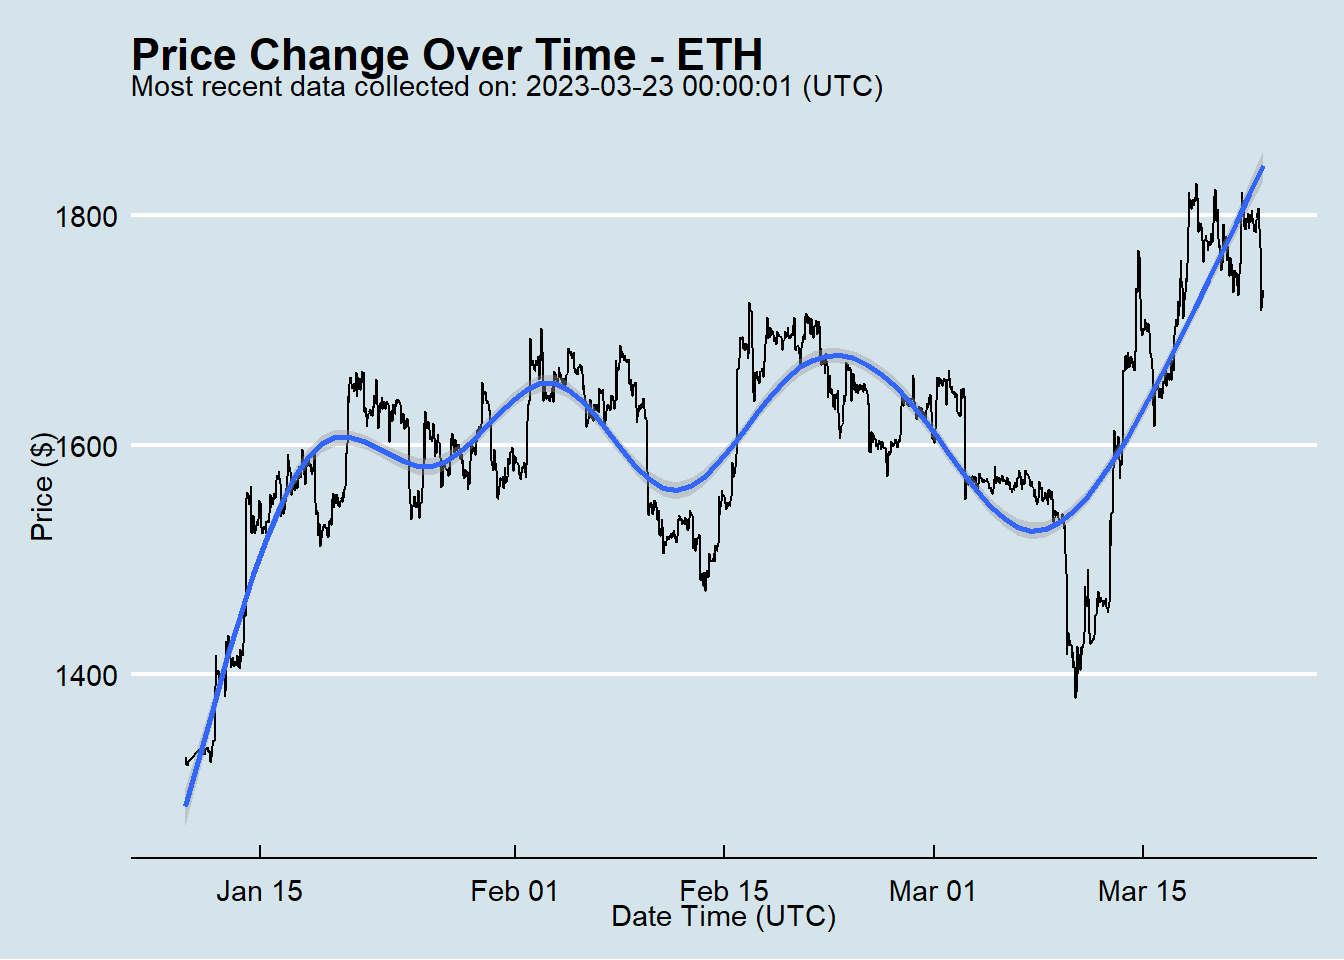 Price Change Over Time - ETH
Most recent data collected on: 2023-03-23 00:00:01 (UTC)
1800
1600
1400
Price ($)
Jan 15
Feb 01
Feb 15
Mar 01
Mar 15
Date Time (UTC)